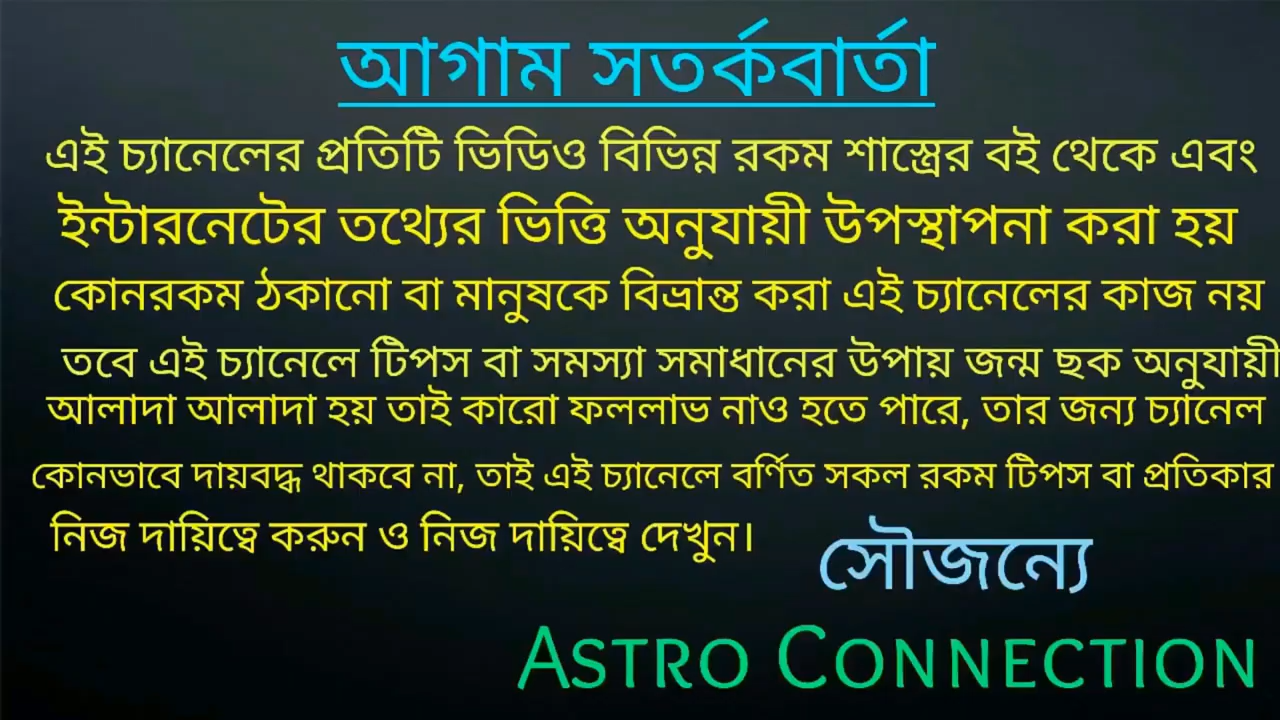 আগাম সতর্কবার্তা
এই চ্যানেলের প্রতিটি ভিডিও বিভিন্ন রকম শাস্ত্রের বই থেকে এবং
ইন্টারনেটের তথ্যের ভিত্তি অনুযায়ী উপস্থাপনা করা হয়
কোনরকম ঠকানো বা মানুষকে বিভ্রান্ত করা এই চ্যানেলের কাজ নয়
তবে এই চ্যানেলে টিপস বা সমস্যা সমাধানের উপায় জন্ম ছক অনুযায়ী
আলাদা আলাদা হয় তাই কারো ফললাভ নাও হতে পারে, তার জন্য চ্যানেল
কোনভাবে দায়বদ্ধ থাকবে না, তাই এই চ্যানেলে বর্ণিত সকল রকম টিপস বা প্রতিকার
নিজ দায়িত্বে করুন ও নিজ দায়িত্বে দেখুন।
সৌজন্যে
ASTRO CONNECTION